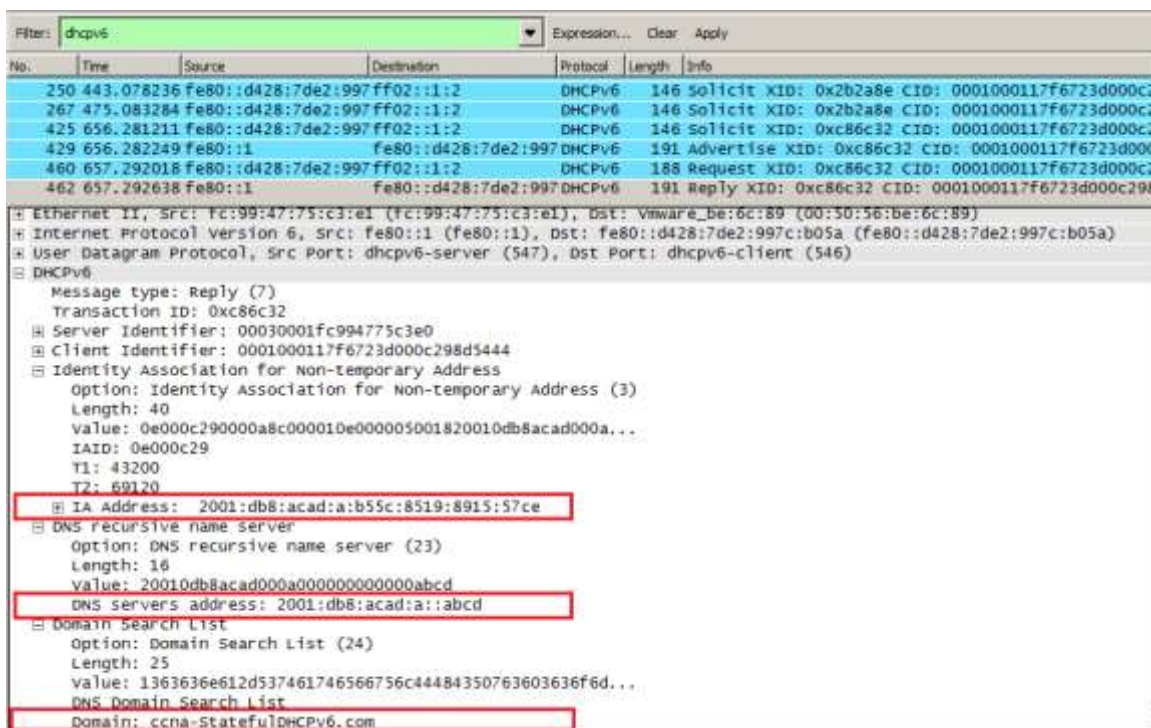 Filter: dhcpv6 Expression... Clear Apply
No. Time Source Destination Protocol Length Info
250 443.078236 fe80::d428:7de2:997 ff02::1:2 DHCPv6 146 Solicit XID: 0x2b2a8e CID: 0001000117f6723d000c2
267 475.083284 fe80::d428:7de2:997 ff02::1:2 DHCPv6 146 Solicit XID: 0x2b2a8e CID: 0001000117f6723d000c2
425 656.281211 fe80::d428:7de2:997 ff02::1:2 DHCPv6 146 Solicit XID: 0xc86c32 CID: 0001000117f6723d000c2
429 656.282249 fe80::1 fe80::d428:7de2:997 DHCPv6 191 Advertise XID: 0xc86c32 CID: 0001000117f6723d000
460 657.292018 fe80::d428:7de2:997 ff02::1:2 DHCPv6 188 Request XID: 0xc86c32 CID: 0001000117f6723d000c2
462 657.292638 fe80::1 fe80::d428:7de2:997 DHCPv6 191 Reply XID: 0xc86c32 CID: 0001000117f6723d000c298
Ethernet II, Src: fc:99:47:75:c3:e1 (fc:99:47:75:c3:e1), Dst: Vmware_be:6c:89 (00:50:56:be:6c:89)
Internet Protocol Version 6, Src: fe80::1 (fe80::1), Dst: fe80::d428:7de2:997c:b05a (fe80::d428:7de2:997c:b05a)
User Datagram Protocol, Src Port: dhcpv6-server (547), Dst Port: dhcpv6-client (546)
DHCPv6
Message type: Reply (7)
Transaction ID: 0xc86c32
Server Identifier: 00030001fc994775c3e0
Client Identifier: 0001000117f6723d000c298d5444
Identity Association for Non-temporary Address
Option: Identity Association for Non-temporary Address (3)
Length: 40
Value: 0e000c290000a8c000010e000005001820010db8acad000a...
IAID: 0e000c29
T1: 43200
T2: 69120
IA Address: 2001:db8:acad:a:b55c:8519:8915:57ce
DNS recursive name server
Option: DNS recursive name server (23)
Length: 16
Value: 20010db8acad000a000000000000abcd
DNS servers address: 2001:db8:acad:a::abcd
Domain Search List
Option: Domain Search List (24)
Length: 25
DNS Domain Search List
Domain: ccna-StatefulDHCPv6.com